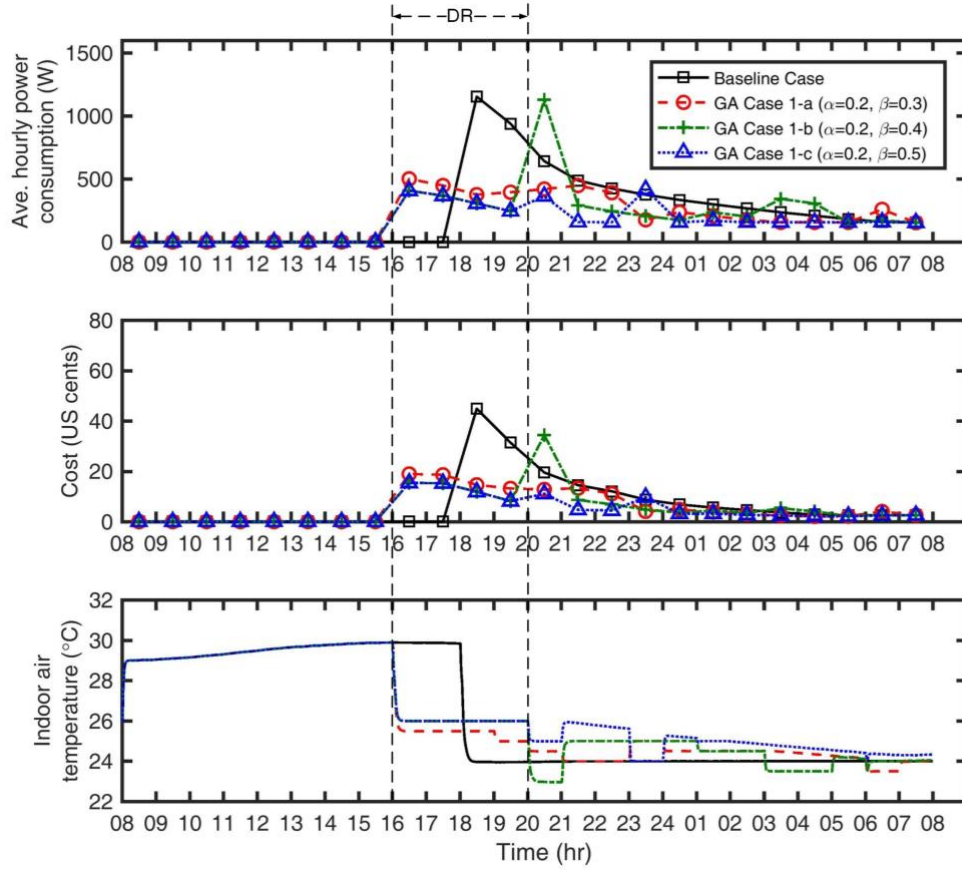 DR
Ave. hourly power
consumption (W)
1500
1000
500
0
Baseline Case
GA Case 1-a (α=0.2, β=0.3)
GA Case 1-b (α=0.2, β=0.4)
GA Case 1-c (α=0.2, β=0.5)
08 09 10 11 12 13 14 15 16 17 18 19 20 21 22 23 24 01 02 03 04 05 06 07 08
Cost (US cents)
80
60
40
20
0
08 09 10 11 12 13 14 15 16 17 18 19 20 21 22 23 24 01 02 03 04 05 06 07 08
Indoor air
temperature (°C)
32
30
28
26
24
22
08 09 10 11 12 13 14 15 16 17 18 19 20 21 22 23 24 01 02 03 04 05 06 07 08
Time (hr)